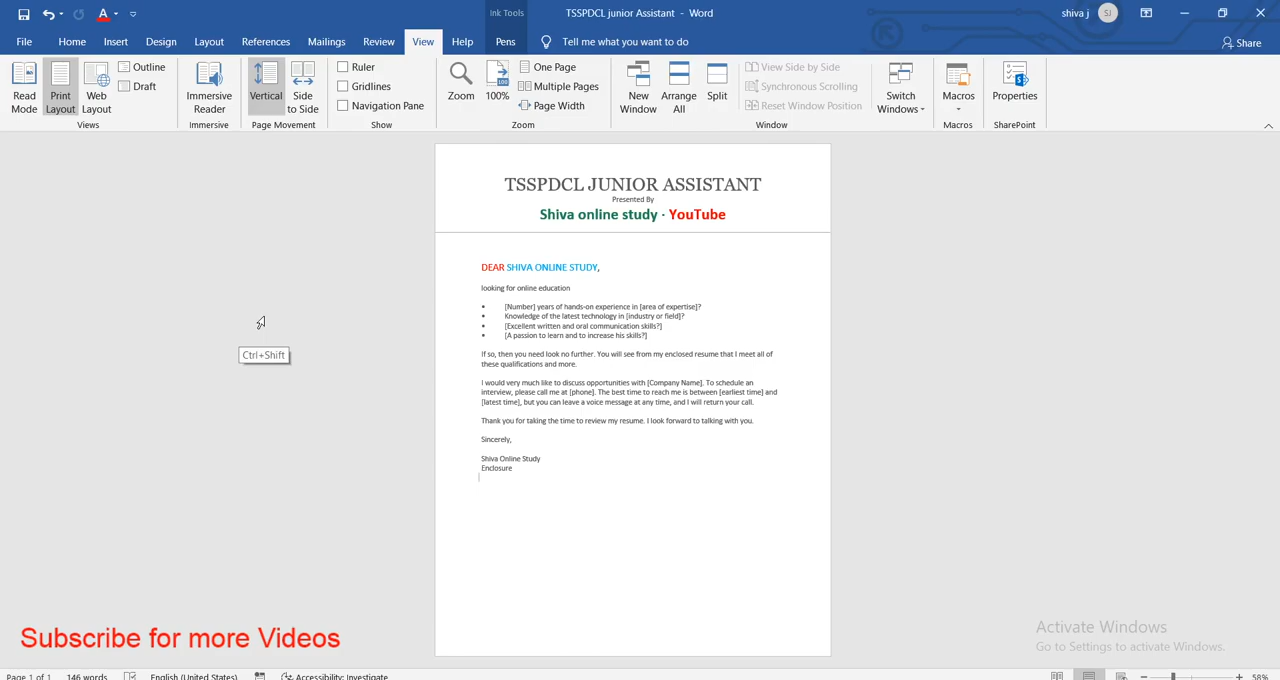 Ink Tools
TSSPDCL junior Assistant - Word
shiva j
SJ
File Home Insert Design Layout References Mailings Review View Help Pens Tell me what you want to do
Share
Read Mode
Print Layout
Web Layout
Outline
Draft
Views
Immersive Reader
Immersive
Vertical
Side to Side
Page Movement
Ruler
Gridlines
Navigation Pane
Show
Zoom
100%
One Page
Multiple Pages
Page Width
Zoom
New Window
Arrange All
Split
View Side by Side
Synchronous Scrolling
Reset Window Position
Window
Switch Windows
Macros
Macros
Properties
SharePoint
TSSPDCL JUNIOR ASSISTANT
Presented By
Shiva online study · YouTube
DEAR SHIVA ONLINE STUDY,
looking for online education
• [Number] years of hands-on experience in [area of expertise]?
• Knowledge of the latest technology in [industry or field]?
• [Excellent written and oral communication skills?]
• [A passion to learn and to increase his skills?]
If so, then you need look no further. You will see from my enclosed resume that I meet all of
these qualifications and more.
I would very much like to discuss opportunities with [Company Name]. To schedule an
interview, please call me at [phone]. The best time to reach me is between [earliest time] and
[latest time], but you can leave a voice message at any time, and I will return your call.
Thank you for taking the time to review my resume. I look forward to talking with you.
Sincerely,
Shiva Online Study
Enclosure
Ctrl+Shift
Subscribe for more Videos
Activate Windows
Go to Settings to activate Windows.
Page 1 of 1 146 words English (United States) Accessibility: Investigate 58%